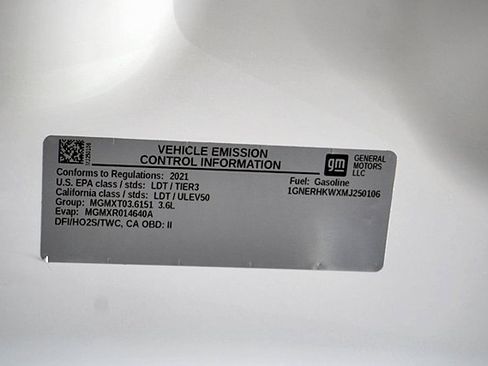 VEHICLE EMISSION
CONTROL INFORMATION
gm
GENERAL
MOTORS
LLC
Conforms to Regulations: 2021
U.S. EPA class / stds: LDT / TIER3
California class / stds: LDT / ULEV50
Group: MGMXT03.6151 3.6L
Evap: MGMXR014640A
DFI/HO2S/TWC, CA OBD: II
Fuel: Gasoline
1GNERHKWXMJ250106